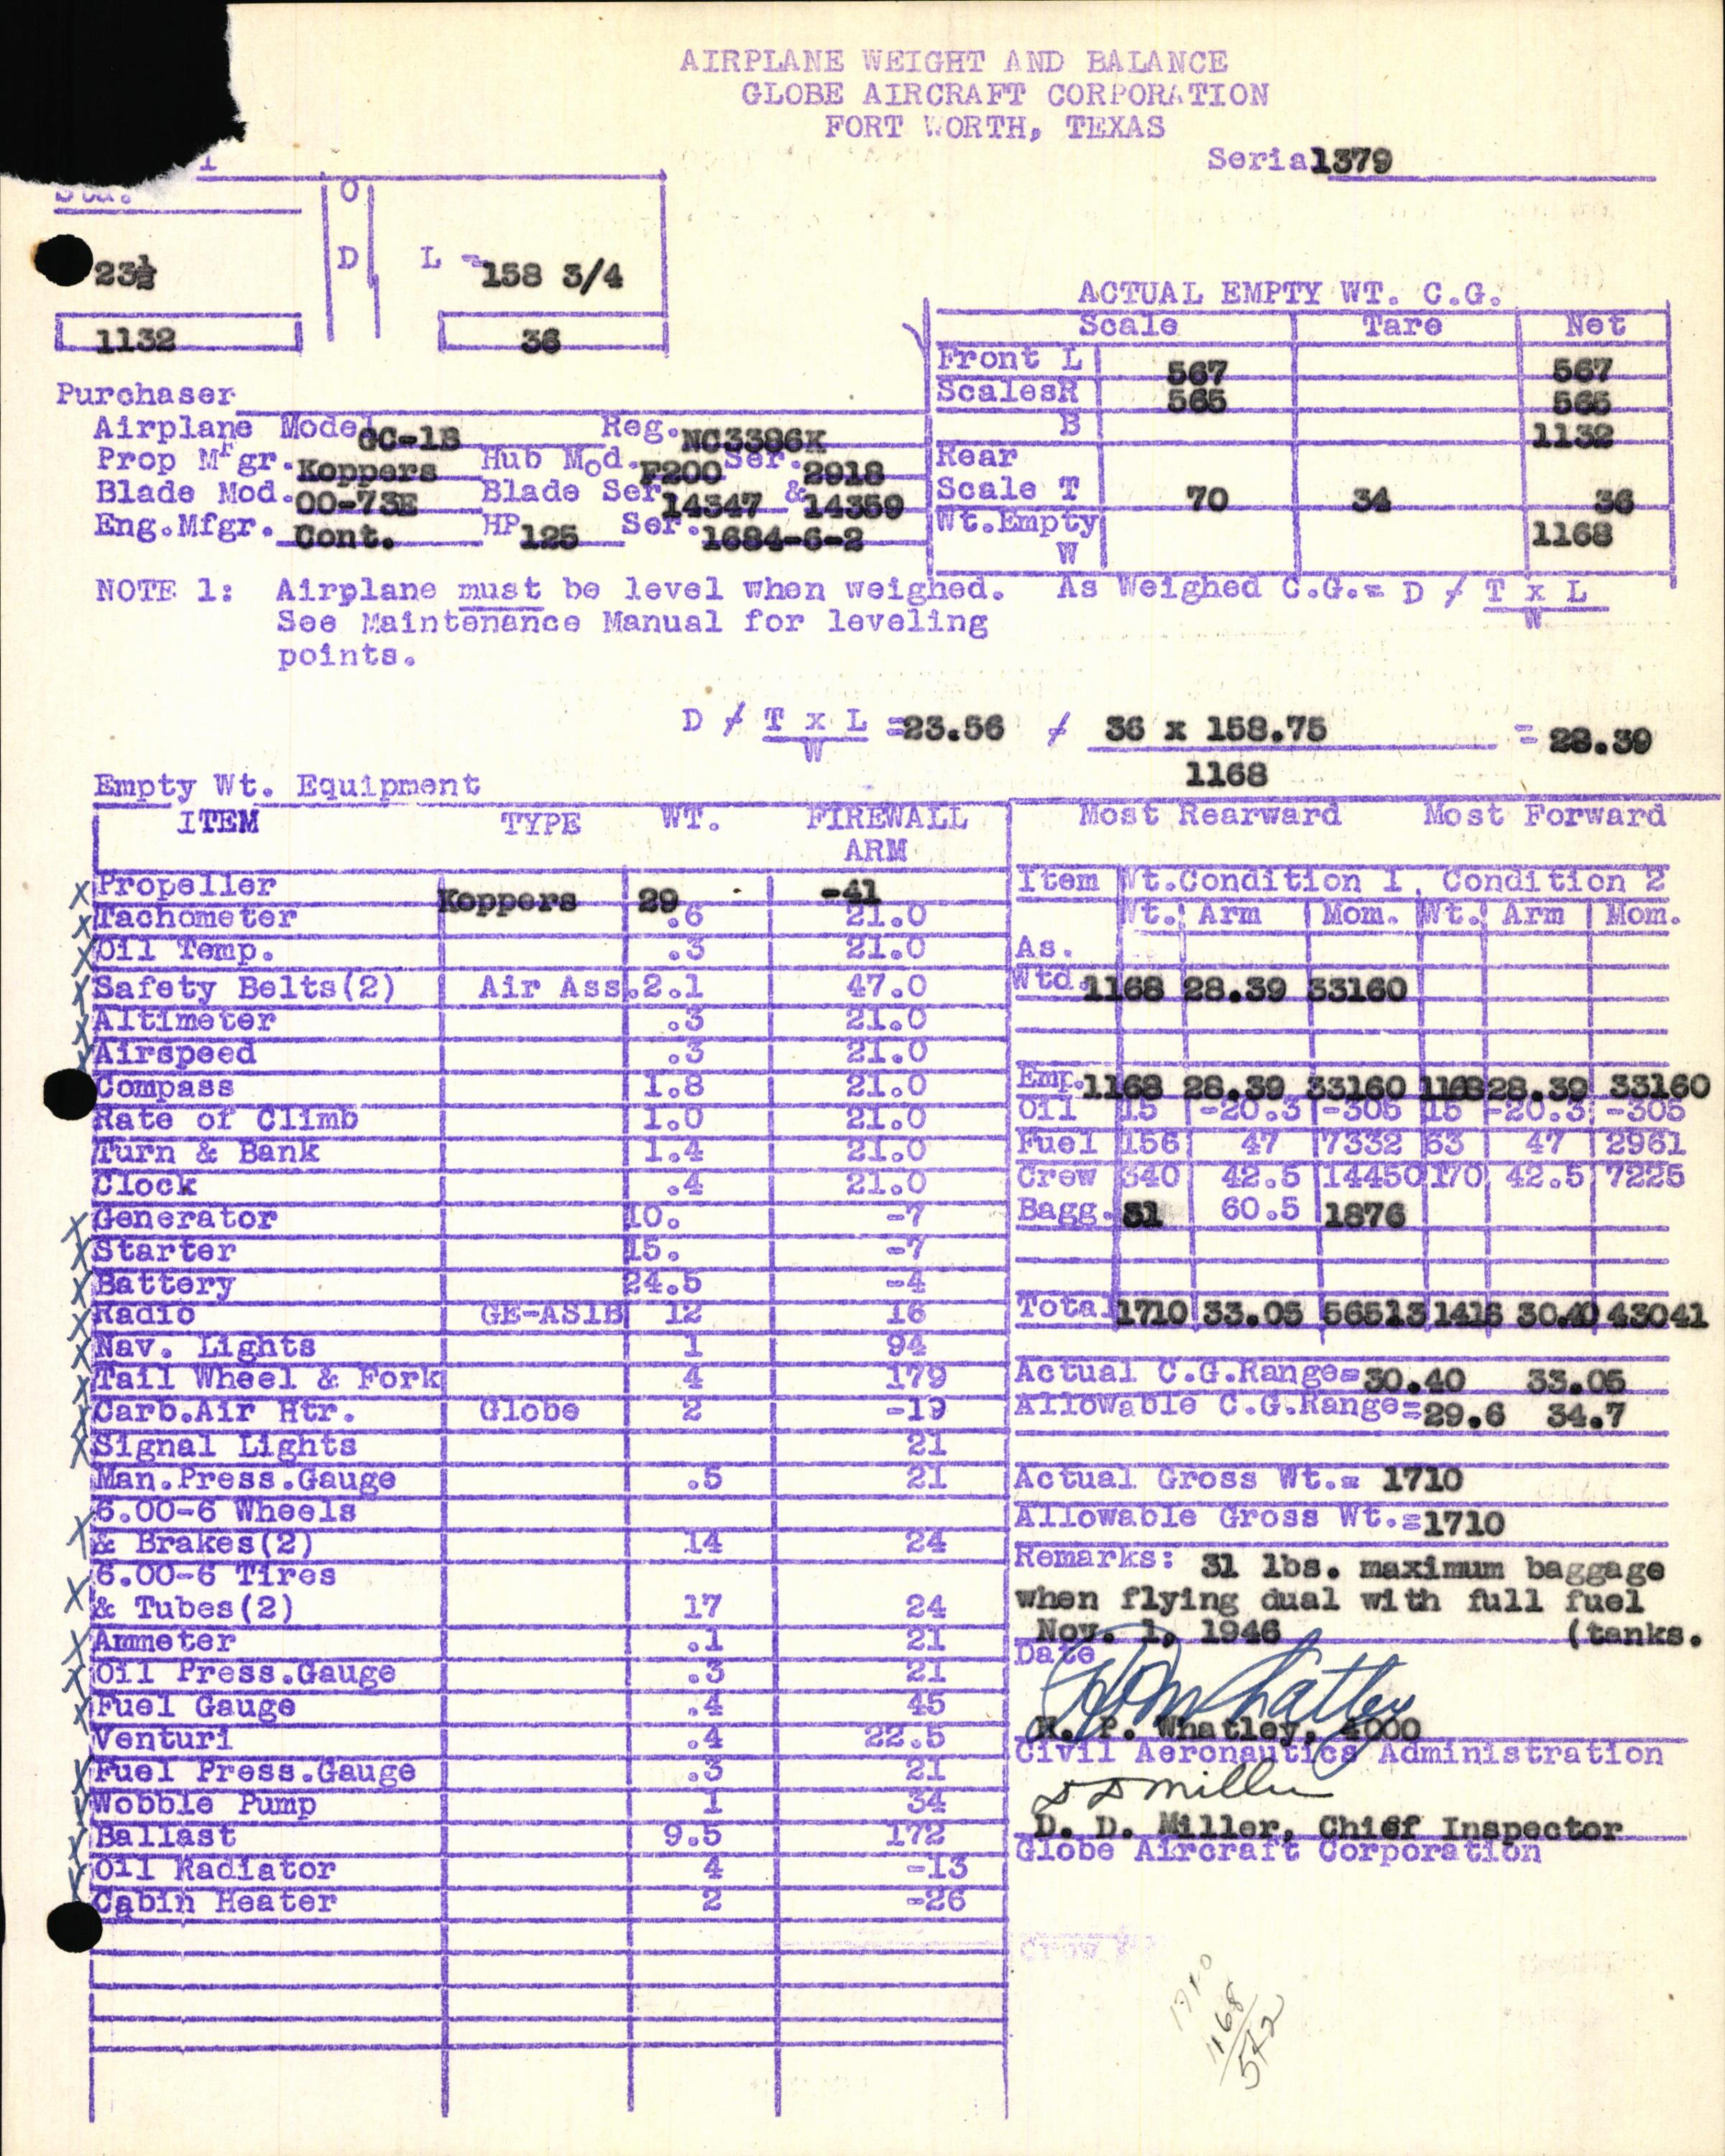 AIRPLANE WEIGHT AND BALANCE
GLOBE AIRCRAFT CORPORATION
FORT WORTH, TEXAS
Serial 1379
Sta.
O
23½ D L = 158 3/4
1132 36
ACTUAL EMPTY WT. C.G.
Scale Tare Net
Front L 567 567
Scales R 565 565
B 1132
Rear
Scale T 70 34 36
Wt.Empty 1168
W
Purchaser
Airplane Model GC-1B Reg. NC3386K
Prop Mfgr. Koppers Hub Mod. F200 Ser. 2918
Blade Mod. 00-73E Blade Ser 14347 & 14359
Eng.Mfgr. Cont. HP 125 Ser. 1684-6-2
NOTE 1: Airplane must be level when weighed. As Weighed C.G.= D / T x L
W
See Maintenance Manual for leveling
points.
D / T x L = 23.56 / 36 x 158.75 = 28.39
W 1168
Empty Wt. Equipment
ITEM TYPE WT. FIREWALL
ARM
X Propeller Koppers 29 -41
X Tachometer .6 21.0
X Oil Temp. .3 21.0
X Safety Belts(2) Air Ass. 2.1 47.0
X Altimeter .3 21.0
X Airspeed .3 21.0
Compass 1.8 21.0
Rate of Climb 1.0 21.0
Turn & Bank 1.4 21.0
Clock .4 21.0
X Generator 10. -7
X Starter 15. -7
X Battery 24.5 -4
X Radio GE-AS1B 12 16
X Nav. Lights 1 94
X Tail Wheel & Fork 4 179
X Carb.Air Htr. Globe 2 -19
X Signal Lights 21
Man.Press.Gauge .5 21
6.00-6 Wheels
X & Brakes(2) 14 24
6.00-6 Tires
X & Tubes(2) 17 24
X Ammeter .1 21
X Oil Press.Gauge .3 21
X Fuel Gauge .4 45
Venturi .4 22.5
X Fuel Press.Gauge .3 21
X Wobble Pump 1 34
X Ballast 9.5 172
X Oil Radiator 4 -13
Cabin Heater 2 -26
Most Rearward Most Forward
Item Wt.Condition 1 Condition 2
Wt. Arm Mom. Wt. Arm Mom.
As.
Wtd. 1168 28.39 33160
Emp. 1168 28.39 33160 1168 28.39 33160
Oil 15 -20.3 -305 15 -20.3 -305
Fuel 156 47 7332 63 47 2961
Crew 340 42.5 14450 170 42.5 7225
Bagg. 31 60.5 1876
Total 1710 33.05 56513 1416 30.40 43041
Actual C.G.Range= 30.40 33.05
Allowable C.G.Range= 29.6 34.7
Actual Gross Wt.= 1710
Allowable Gross Wt.= 1710
Remarks: 31 lbs. maximum baggage
when flying dual with full fuel
Nov. 1, 1946 (tanks.
Date
H P Whatley
H. P. Whatley, 4000
Civil Aeronautics Administration
D D Miller
D. D. Miller, Chief Inspector
Globe Aircraft Corporation
Crew
1710
1168
542